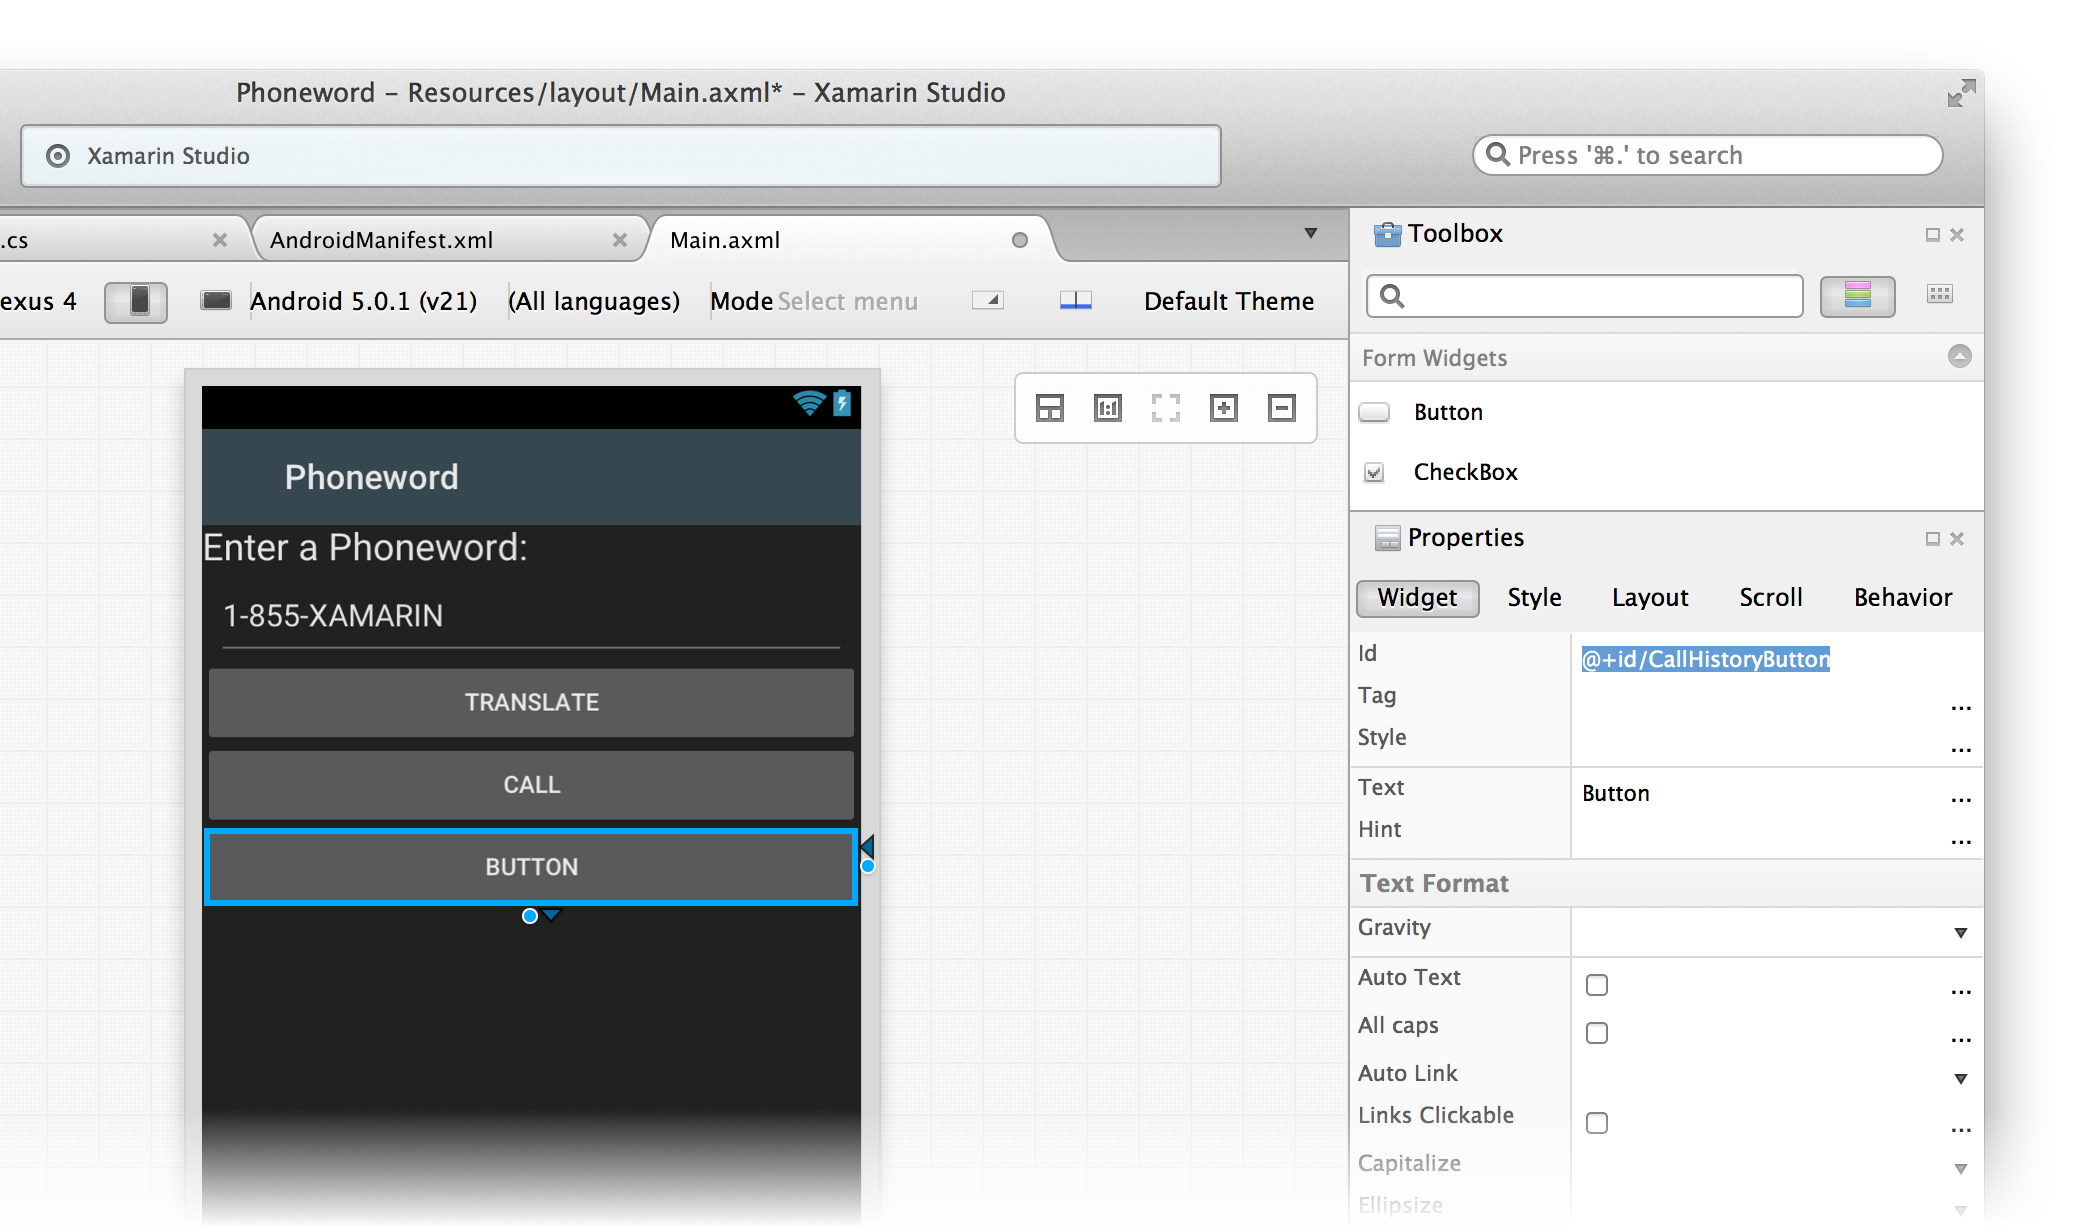 Phoneword – Resources/layout/Main.axml* – Xamarin Studio
Xamarin Studio
Press '⌘.' to search
.cs
AndroidManifest.xml
Main.axml
exus 4
Android 5.0.1 (v21)
(All languages)
Mode Select menu
Default Theme
Phoneword
Enter a Phoneword:
1-855-XAMARIN
TRANSLATE
CALL
BUTTON
1:1
Toolbox
Form Widgets
Button
CheckBox
Properties
Widget Style Layout Scroll Behavior
Id @+id/CallHistoryButton
Tag ...
Style ...
Text Button ...
Hint ...
Text Format
Gravity
Auto Text ...
All caps ...
Auto Link
Links Clickable ...
Capitalize
Ellipsize